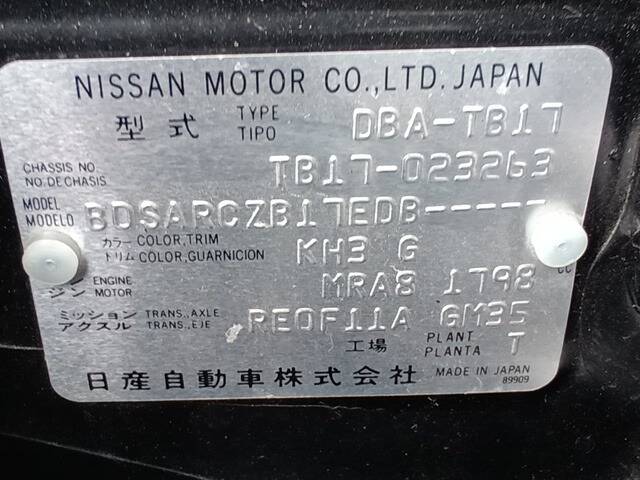 NISSAN MOTOR CO.,LTD. JAPAN
型式 TYPE TIPO DBA-TB17
CHASSIS NO. NO. DE CHASIS TB17-023263
MODEL MODELO BDSARCZB17EDB-----
カラー COLOR,TRIM トリム COLOR,GUARNICION KH3 G
ジン ENGINE MOTOR MRA8 1798 CC
ミッション TRANS.,AXLE アクスル TRANS.,EJE RE0F11A GM35
工場 PLANT PLANTA T
日産自動車株式会社 MADE IN JAPAN
89909